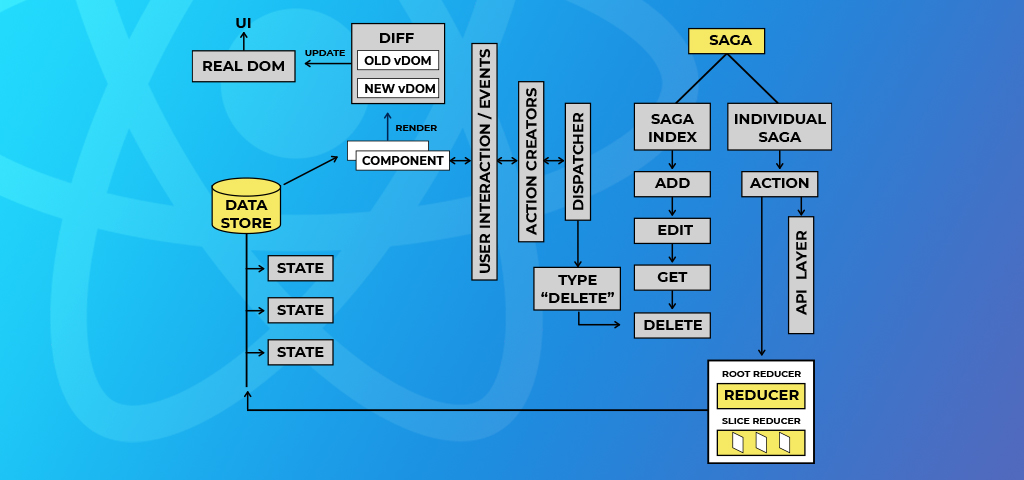 UI
REAL DOM
UPDATE
DIFF
OLD vDOM
NEW vDOM
RENDER
COMPONENT
DATA
STORE
STATE
STATE
STATE
USER INTERACTION / EVENTS
ACTION CREATORS
DISPATCHER
TYPE
“DELETE”
SAGA
SAGA
INDEX
ADD
EDIT
GET
DELETE
INDIVIDUAL
SAGA
ACTION
API LAYER
ROOT REDUCER
REDUCER
SLICE REDUCER